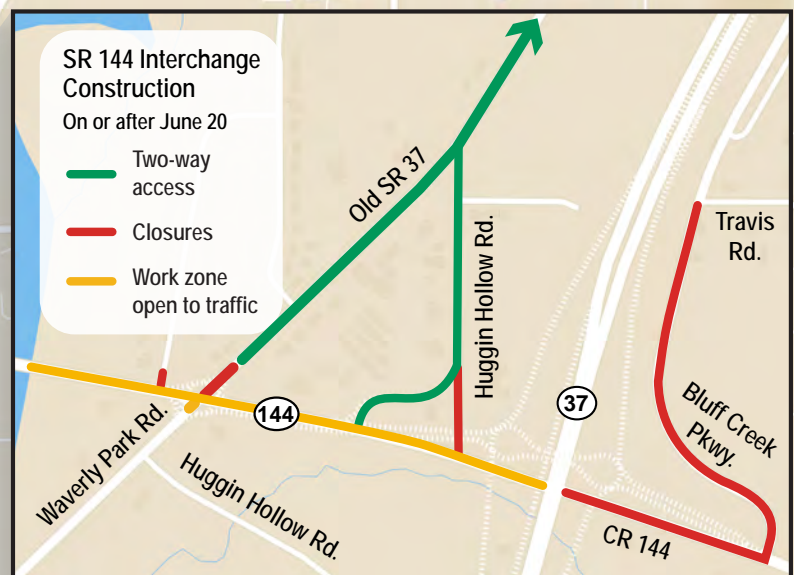 SR 144 Interchange
Construction
On or after June 20
Two-way
access
Closures
Work zone
open to traffic
Old SR 37
Huggin Hollow Rd.
Travis
Rd.
37
144
Bluff Creek
Pkwy.
Waverly Park Rd.
Huggin Hollow Rd.
CR 144